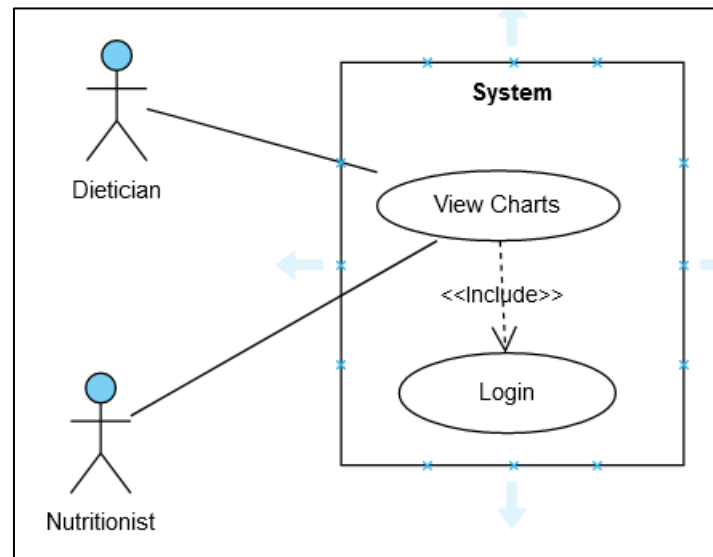 System
Dietician
View Charts
<<Include>>
Login
Nutritionist